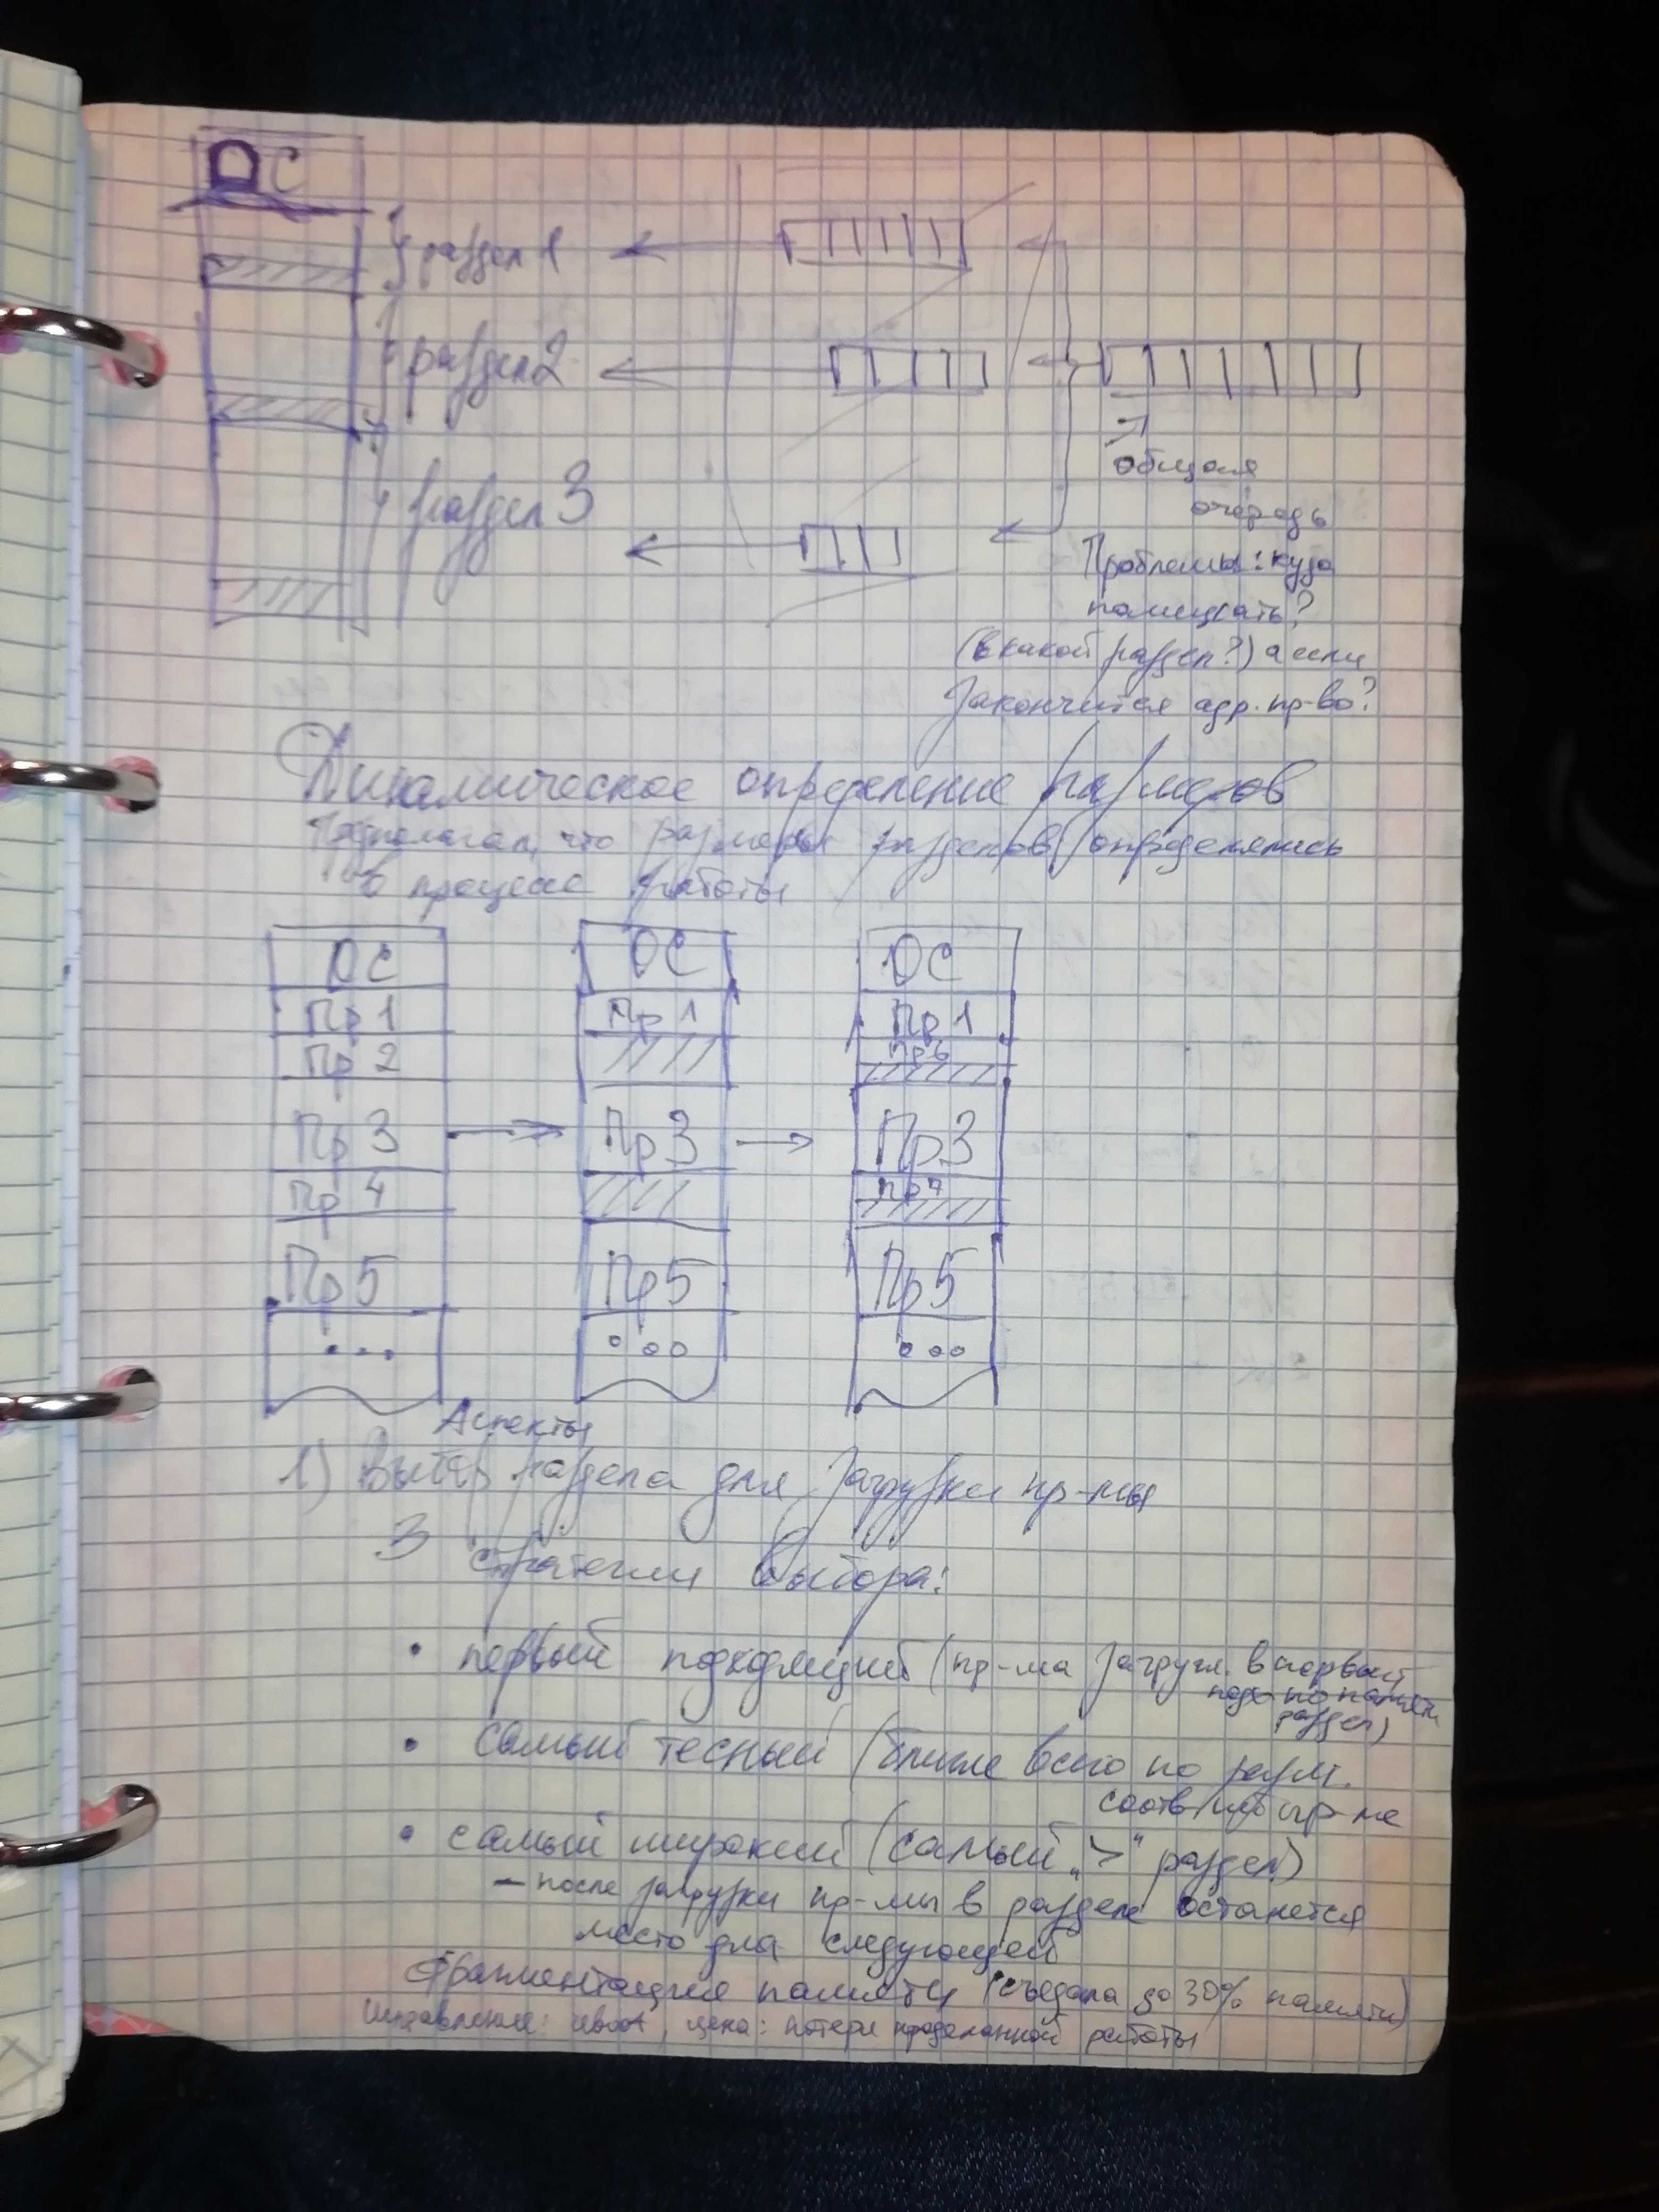 ОС
раздел 1
раздел 2
раздел 3
общая
очередь
Проблемы: куда
помещать?
(в какой раздел?) а если
закончится адр. пр-во?
Динамическое определение размеров
что размеры разделов определялись
в процессе работы
ОС
Пр 1
Пр 2
Пр 3
Пр 4
Пр 5
...
ОС
Пр 1
Пр 3
Пр 5
...
ОС
Пр 1
Пр 6
Пр 3
Пр 7
Пр 5
...
Аспекты
1) Выбор раздела для загрузки пр-мы
3 стратегии выбора:
• первый подходящий (пр-ма загруж. в первый
подх по памяти
раздел)
• самый тесный (ближе всего по разм.
соотв пр-ме
• самый широкий (самый „>" раздел)
– после загрузки пр-мы в разделе останется
место для следующей
Фрагментация памяти (съедала до 30% памяти)
Исправление: reboot, цена: потери проделанной работы